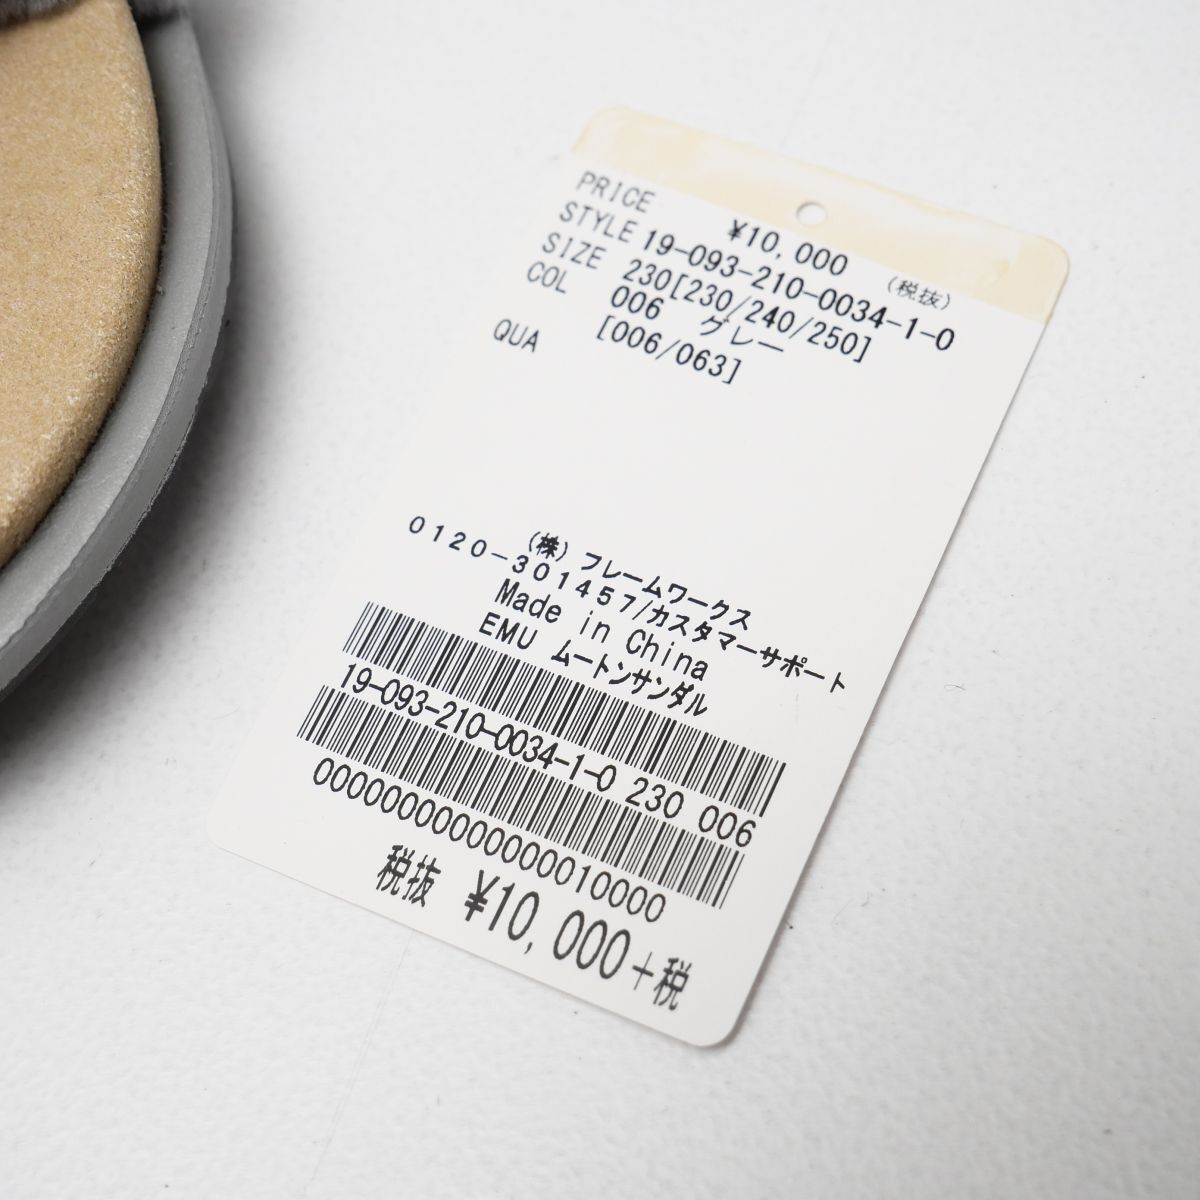 PRICE ¥10,000 (税抜)
STYLE 19-093-210-0034-1-0
SIZE 230[230/240/250]
COL 006 グレー
[006/063]
QUA
(株)フレームワークス
0120-301457/カスタマーサポート
Made in China
EMU ムートンサンダル
19-093-210-0034-1-0 230 006
000000000000000010000
税抜 ¥10,000+税